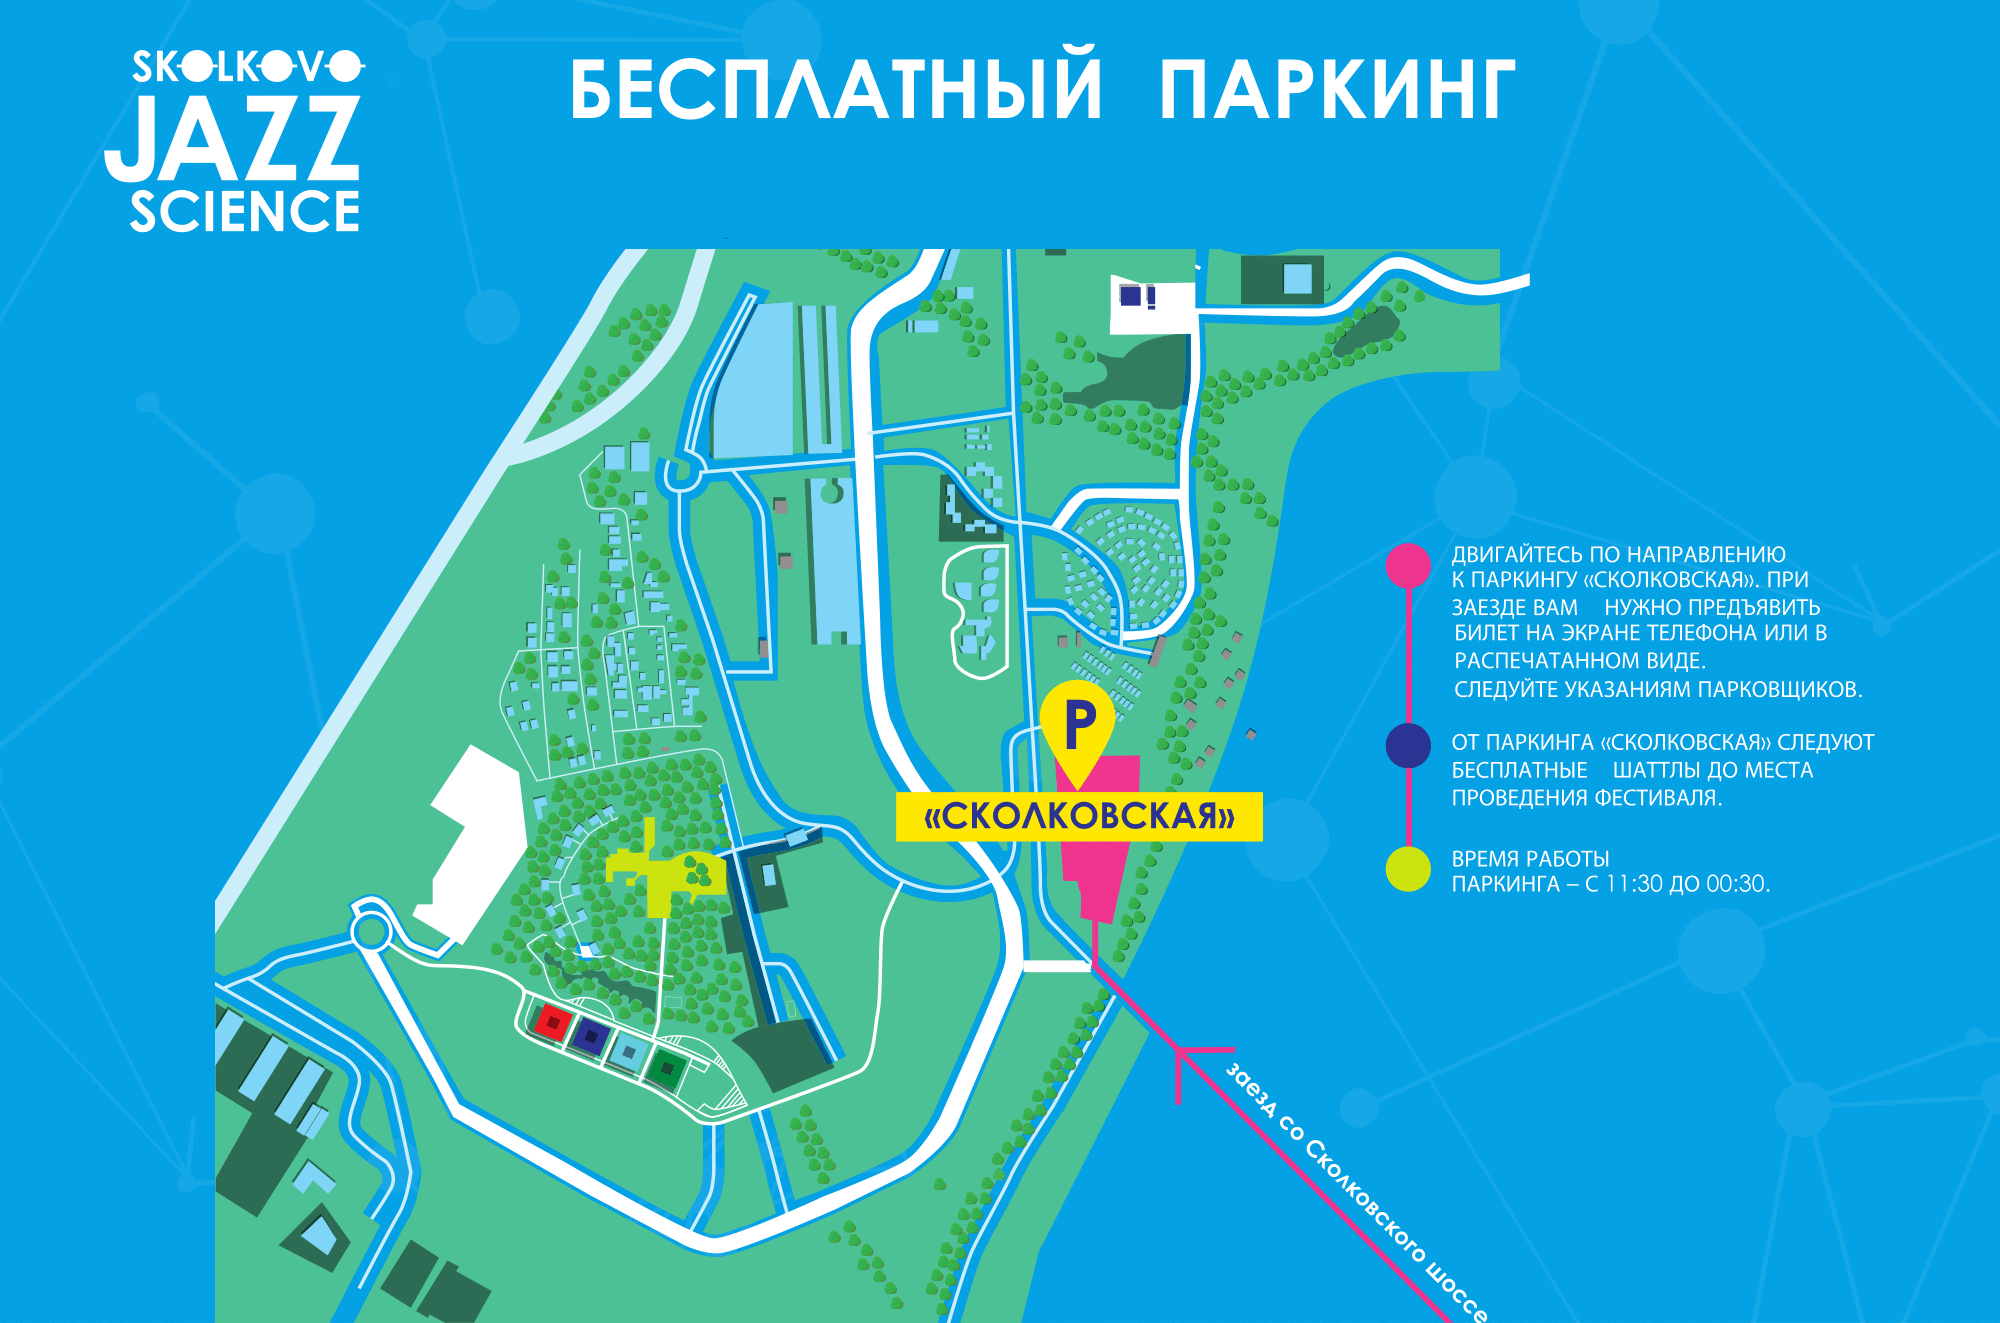 SKOLKOVO
JAZZ
SCIENCE
БЕСПЛАТНЫЙ ПАРКИНГ
P
«СКОЛКОВСКАЯ»
ДВИГАЙТЕСЬ ПО НАПРАВЛЕНИЮ
К ПАРКИНГУ «СКОЛКОВСКАЯ». ПРИ
ЗАЕЗДЕ ВАМ НУЖНО ПРЕДЪЯВИТЬ
БИЛЕТ НА ЭКРАНЕ ТЕЛЕФОНА ИЛИ В
РАСПЕЧАТАННОМ ВИДЕ.
СЛЕДУЙТЕ УКАЗАНИЯМ ПАРКОВЩИКОВ.
ОТ ПАРКИНГА «СКОЛКОВСКАЯ» СЛЕДУЮТ
БЕСПЛАТНЫЕ ШАТТЛЫ ДО МЕСТА
ПРОВЕДЕНИЯ ФЕСТИВАЛЯ.
ВРЕМЯ РАБОТЫ
ПАРКИНГА – С 11:30 ДО 00:30.
заезд со Сколковского шоссе